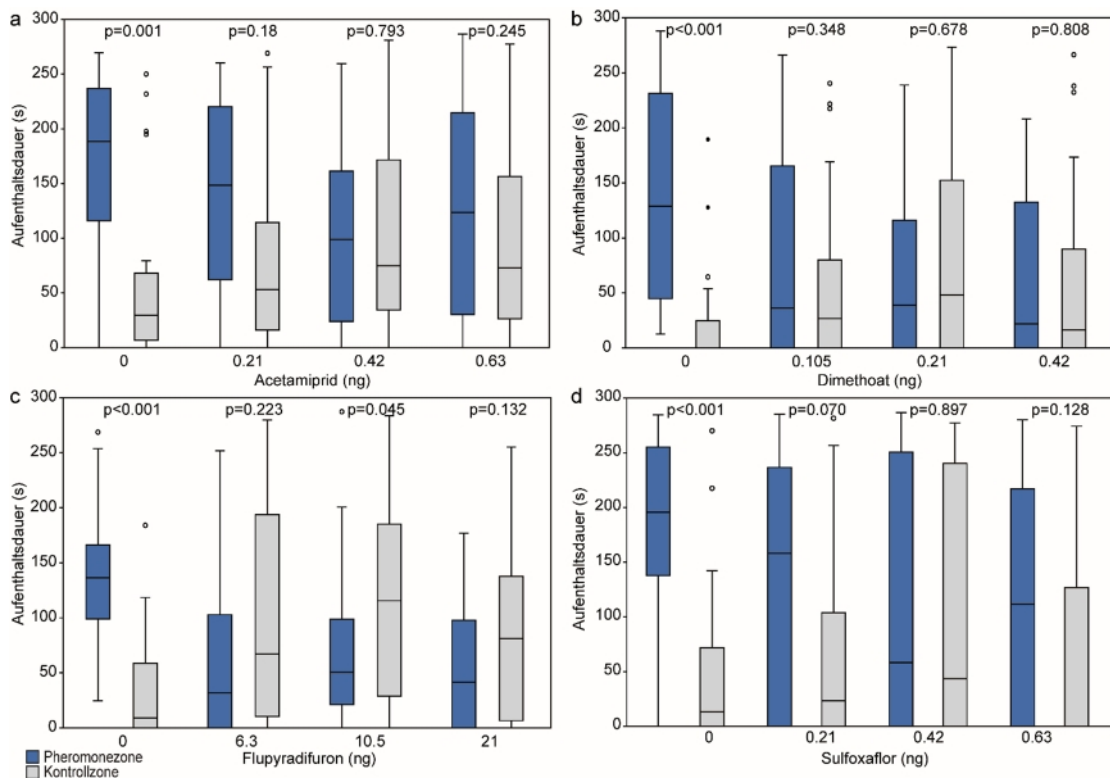 a
p=0.001 p=0.18 p=0.793 p=0.245
300
250
200
150
100
50
0
Aufenthaltsdauer (s)
0 0.21 0.42 0.63
Acetamiprid (ng)
b
p<0.001 p=0.348 p=0.678 p=0.808
300
250
200
150
100
50
0
Aufenthaltsdauer (s)
0 0.105 0.21 0.42
Dimethoat (ng)
c
p<0.001 p=0.223 p=0.045 p=0.132
300
250
200
150
100
50
0
Aufenthaltsdauer (s)
0 6.3 10.5 21
Flupyradifuron (ng)
Pheromonezone
Kontrollzone
d
p<0.001 p=0.070 p=0.897 p=0.128
300
250
200
150
100
50
0
Aufenthaltsdauer (s)
0 0.21 0.42 0.63
Sulfoxaflor (ng)